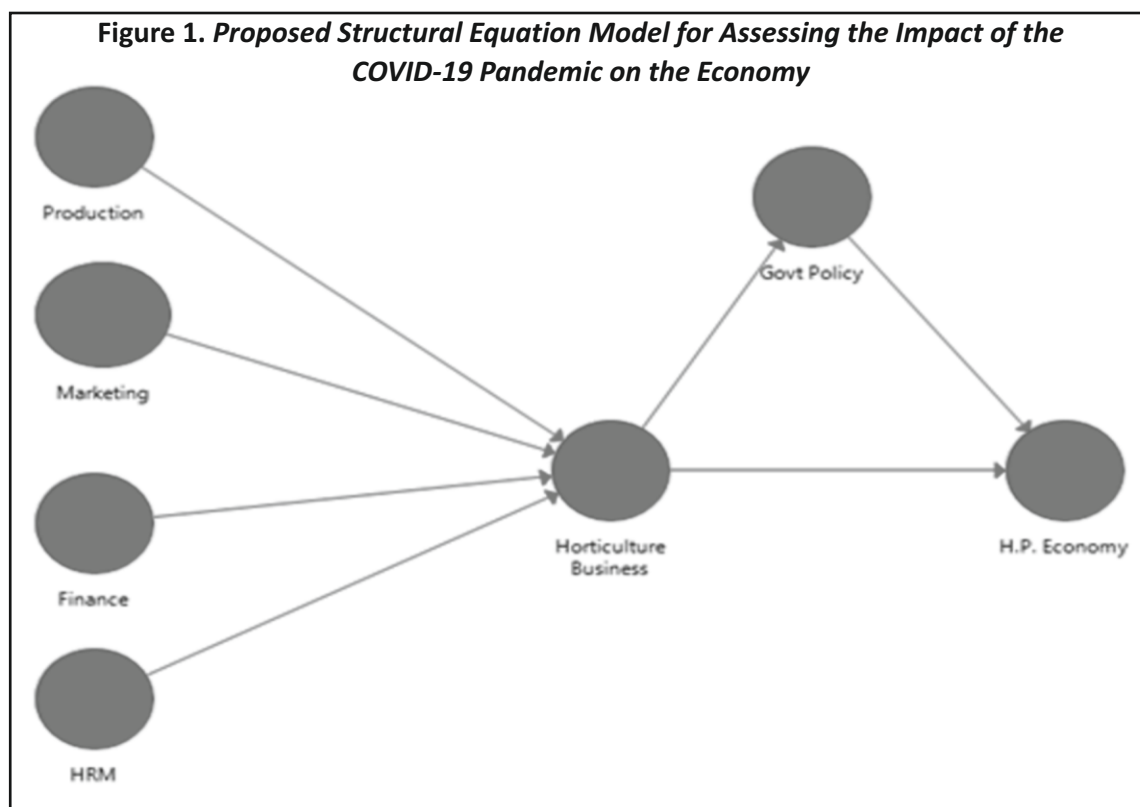 Figure 1. Proposed Structural Equation Model for Assessing the Impact of the
COVID-19 Pandemic on the Economy
Production
Marketing
Finance
HRM
Horticulture
Business
Govt Policy
H.P. Economy